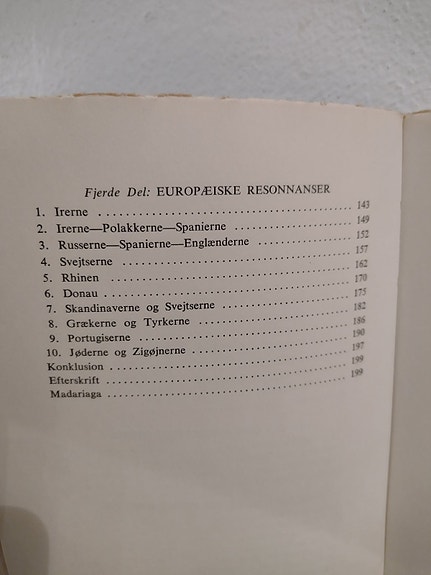 Fjerde Del: EUROPÆISKE RESONNANSER
1. Irerne . . . . . . . . . . . . . . . . . . . . 143
2. Irerne—Polakkerne—Spanierne . . . . . . . . . . 149
3. Russerne—Spanierne—Englænderne . . . . . . . . . . 152
4. Svejtserne . . . . . . . . . . . . . . . . . . . . 157
5. Rhinen . . . . . . . . . . . . . . . . . . . . 162
6. Donau . . . . . . . . . . . . . . . . . . . . 170
7. Skandinaverne og Svejtserne . . . . . . . . . . 175
8. Grækerne og Tyrkerne . . . . . . . . . . . . . . . 182
9. Portugiserne . . . . . . . . . . . . . . . . . . . . 186
10. Jøderne og Zigøjnerne . . . . . . . . . . . . . . . 190
Konklusion . . . . . . . . . . . . . . . . . . . . 197
Efterskrift . . . . . . . . . . . . . . . . . . . . 199
Madariaga . . . . . . . . . . . . . . . . . . . . 199